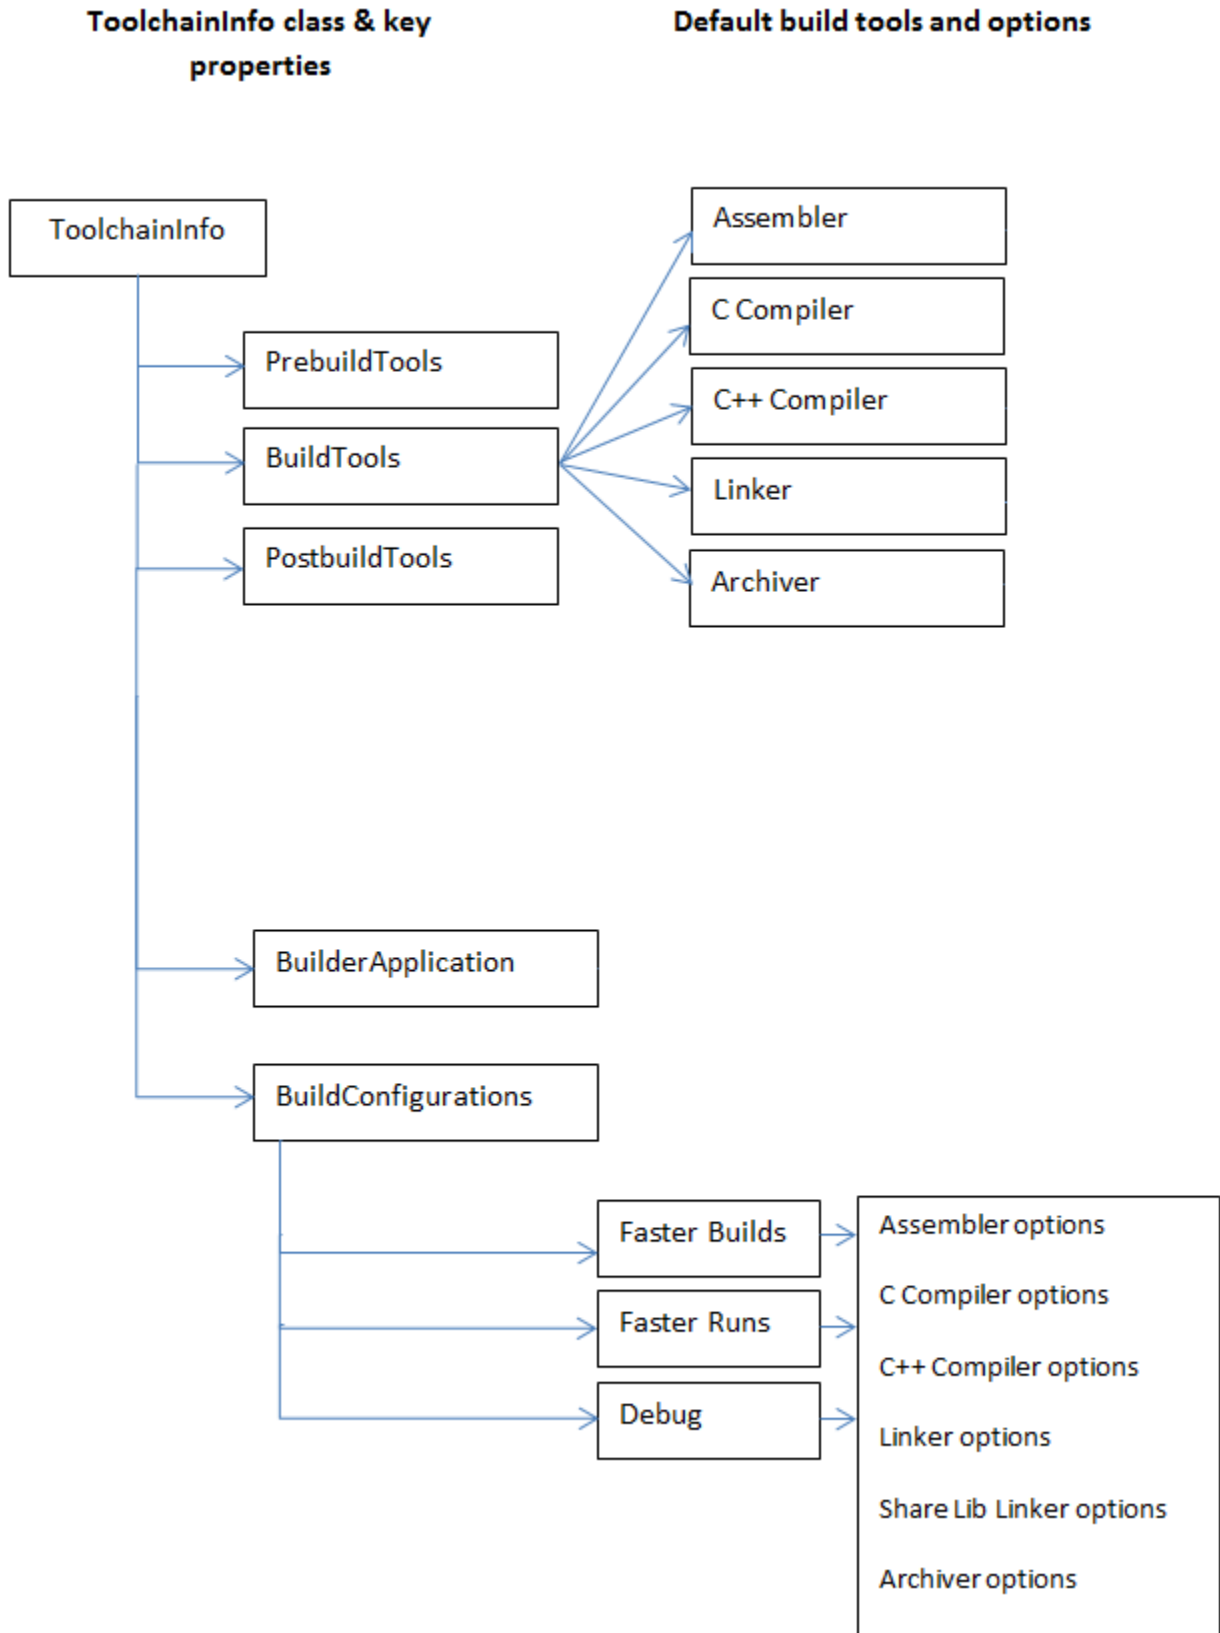 ToolchainInfo class & key
properties
Default build tools and options
ToolchainInfo
PrebuildTools
BuildTools
PostbuildTools
Assembler
C Compiler
C++ Compiler
Linker
Archiver
BuilderApplication
BuildConfigurations
Faster Builds
Faster Runs
Debug
Assembler options
C Compiler options
C++ Compiler options
Linker options
Share Lib Linker options
Archiver options